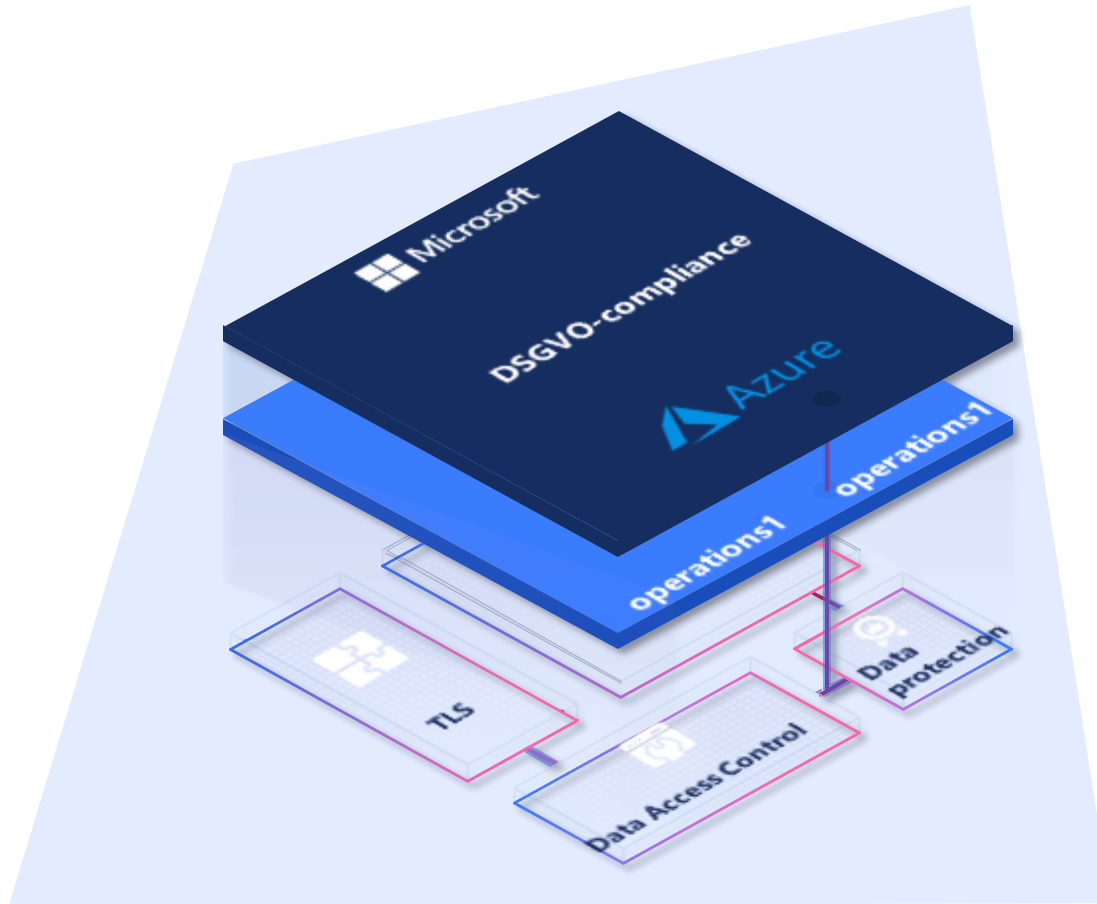 Microsoft
DSGVO-compliance
Azure
operations1
operations1
TLS
Data Access Control
Data
protection